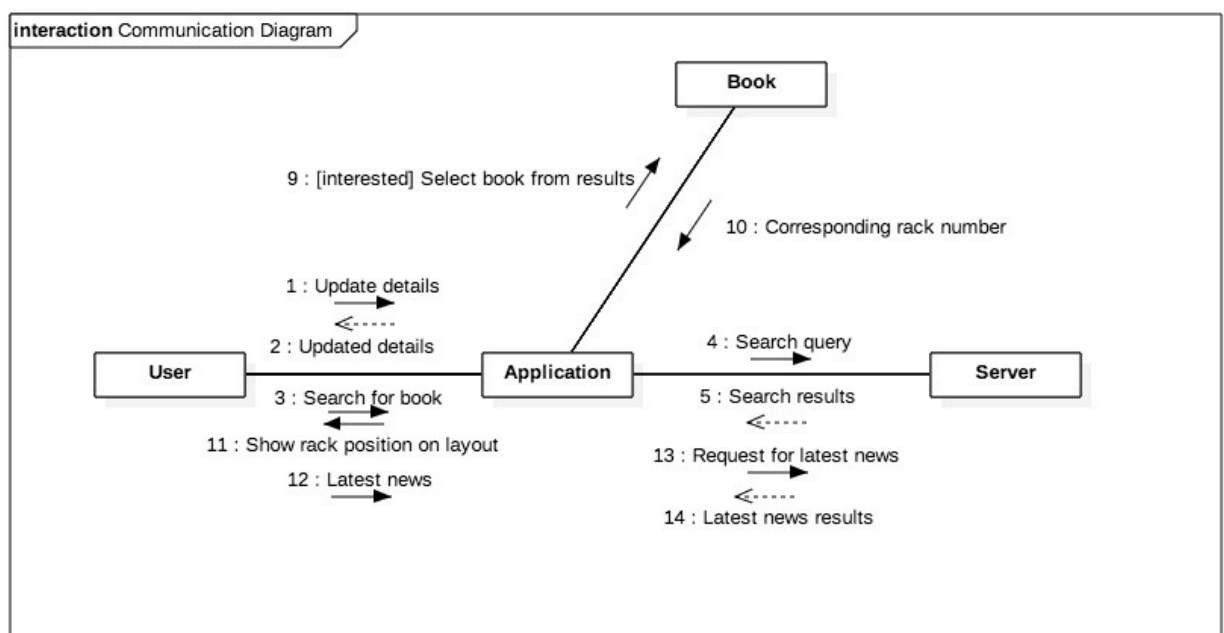 interaction Communication Diagram
Book
9 : [interested] Select book from results
10 : Corresponding rack number
1 : Update details
2 : Updated details
4 : Search query
User
Application
Server
3 : Search for book
5 : Search results
11 : Show rack position on layout
13 : Request for latest news
12 : Latest news
14 : Latest news results